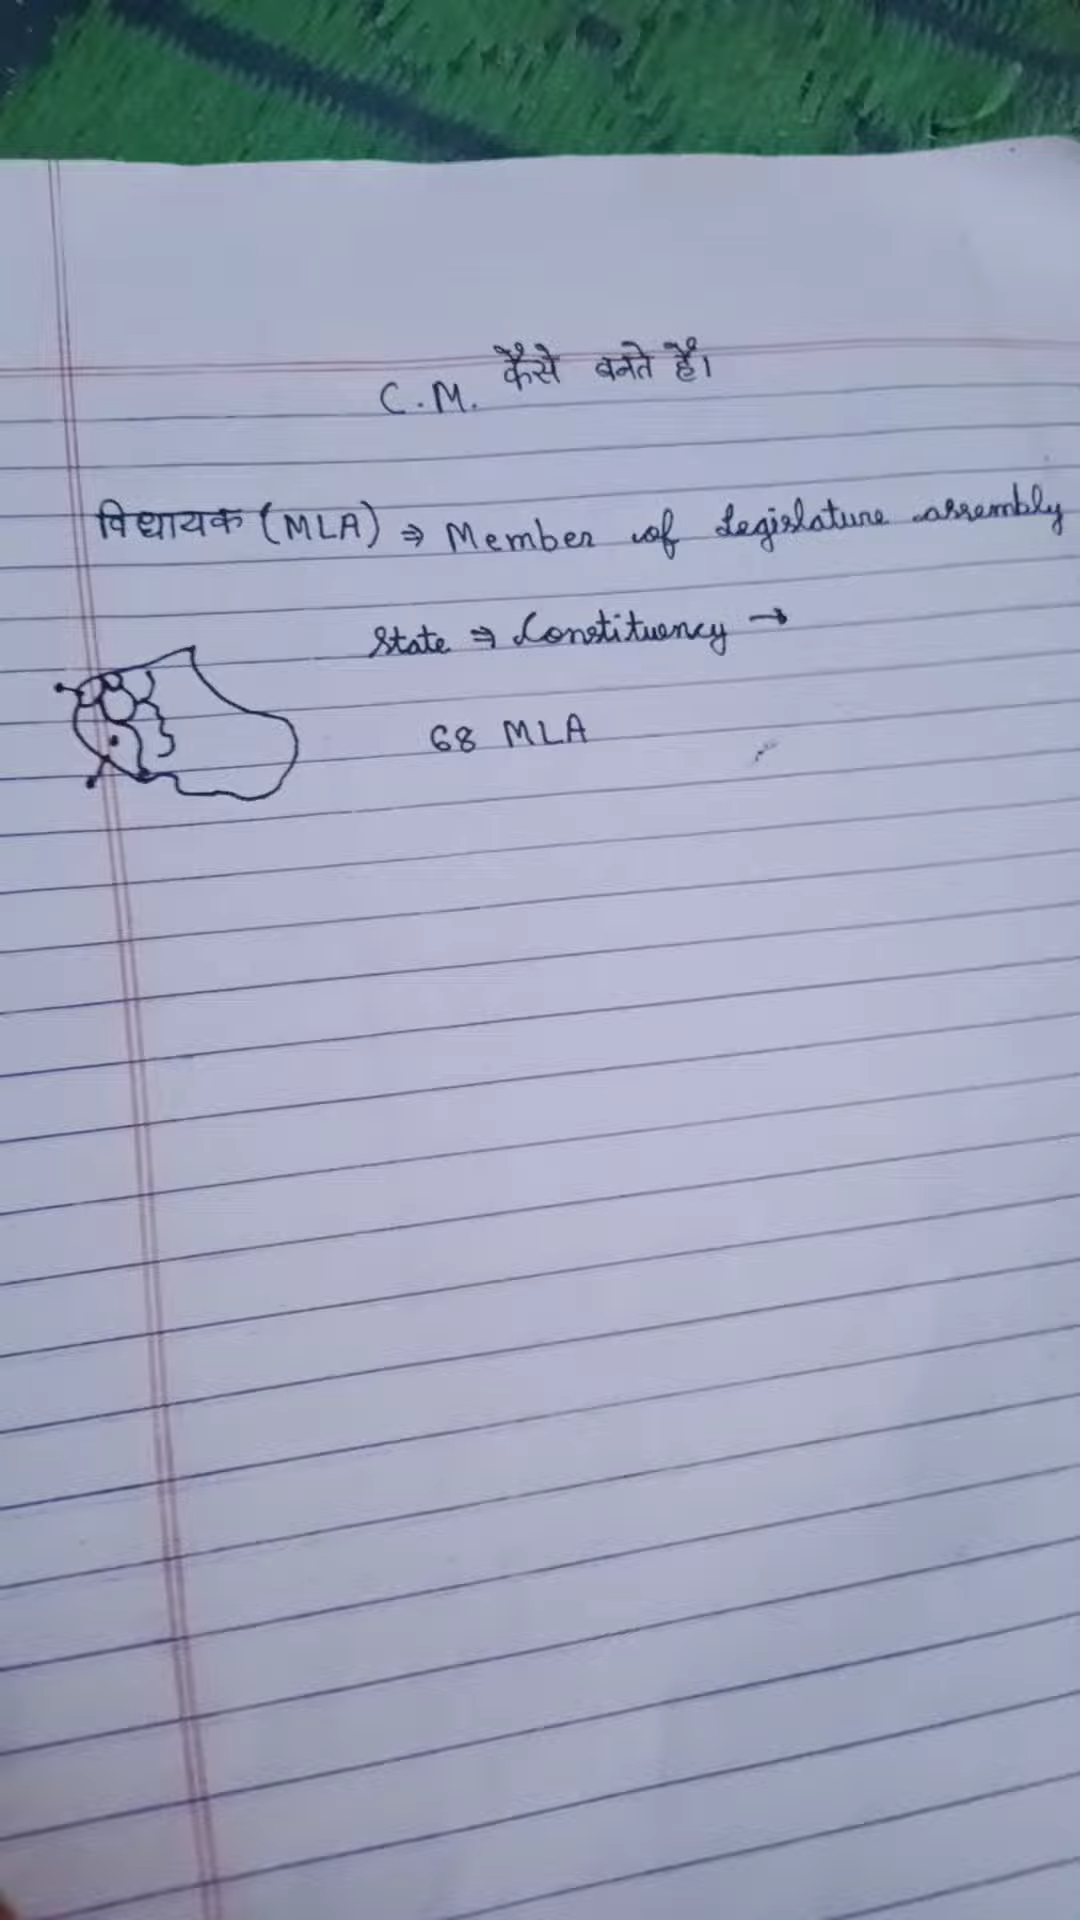 C.M. कैसे बनते हैं।
विधायक (MLA) ⇒ Member of Legislature assembly
State ⇒ Constituency →
68 MLA